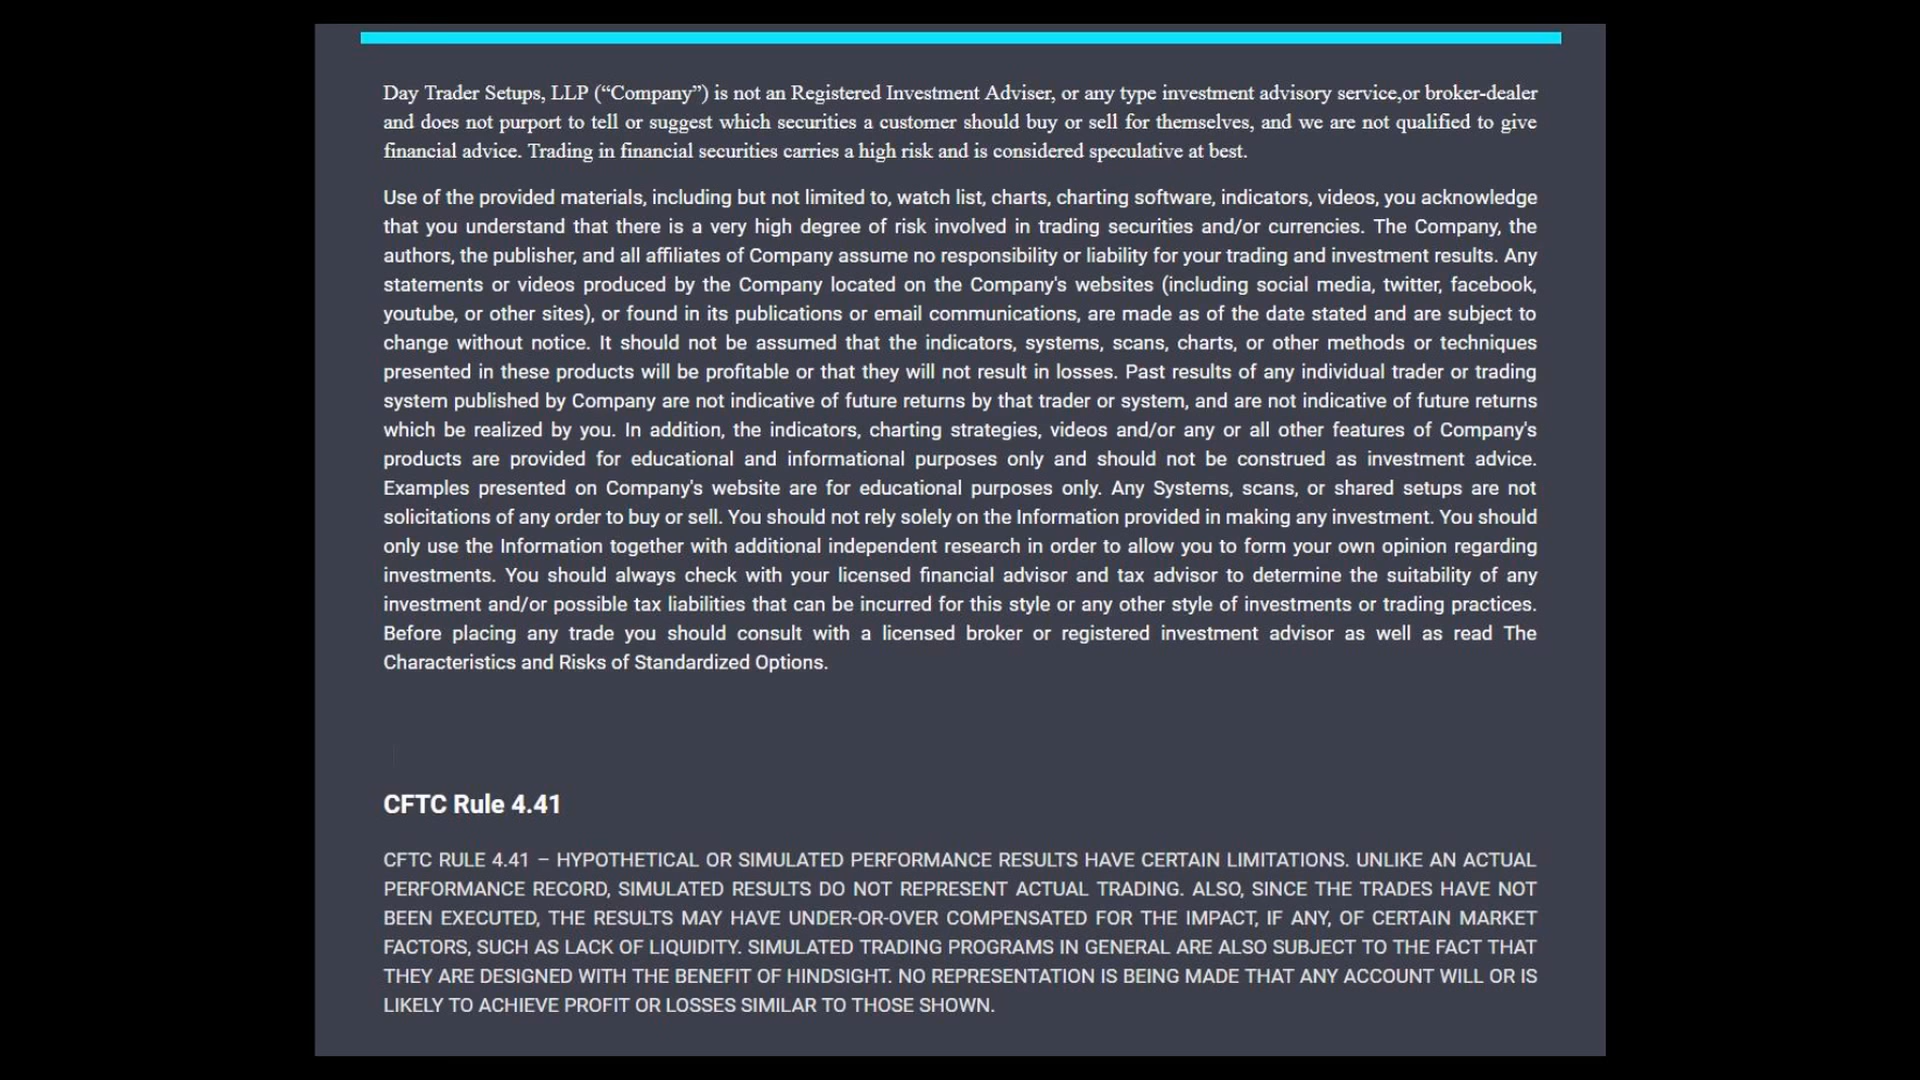 Day Trader Setups, LLP (“Company”) is not an Registered Investment Adviser, or any type investment advisory service,or broker-dealer
and does not purport to tell or suggest which securities a customer should buy or sell for themselves, and we are not qualified to give
financial advice. Trading in financial securities carries a high risk and is considered speculative at best.
Use of the provided materials, including but not limited to, watch list, charts, charting software, indicators, videos, you acknowledge
that you understand that there is a very high degree of risk involved in trading securities and/or currencies. The Company, the
authors, the publisher, and all affiliates of Company assume no responsibility or liability for your trading and investment results. Any
statements or videos produced by the Company located on the Company's websites (including social media, twitter, facebook,
youtube, or other sites), or found in its publications or email communications, are made as of the date stated and are subject to
change without notice. It should not be assumed that the indicators, systems, scans, charts, or other methods or techniques
presented in these products will be profitable or that they will not result in losses. Past results of any individual trader or trading
system published by Company are not indicative of future returns by that trader or system, and are not indicative of future returns
which be realized by you. In addition, the indicators, charting strategies, videos and/or any or all other features of Company's
products are provided for educational and informational purposes only and should not be construed as investment advice.
Examples presented on Company's website are for educational purposes only. Any Systems, scans, or shared setups are not
solicitations of any order to buy or sell. You should not rely solely on the Information provided in making any investment. You should
only use the Information together with additional independent research in order to allow you to form your own opinion regarding
investments. You should always check with your licensed financial advisor and tax advisor to determine the suitability of any
investment and/or possible tax liabilities that can be incurred for this style or any other style of investments or trading practices.
Before placing any trade you should consult with a licensed broker or registered investment advisor as well as read The
Characteristics and Risks of Standardized Options.
CFTC Rule 4.41
CFTC RULE 4.41 – HYPOTHETICAL OR SIMULATED PERFORMANCE RESULTS HAVE CERTAIN LIMITATIONS. UNLIKE AN ACTUAL
PERFORMANCE RECORD, SIMULATED RESULTS DO NOT REPRESENT ACTUAL TRADING. ALSO, SINCE THE TRADES HAVE NOT
BEEN EXECUTED, THE RESULTS MAY HAVE UNDER-OR-OVER COMPENSATED FOR THE IMPACT, IF ANY, OF CERTAIN MARKET
FACTORS, SUCH AS LACK OF LIQUIDITY. SIMULATED TRADING PROGRAMS IN GENERAL ARE ALSO SUBJECT TO THE FACT THAT
THEY ARE DESIGNED WITH THE BENEFIT OF HINDSIGHT. NO REPRESENTATION IS BEING MADE THAT ANY ACCOUNT WILL OR IS
LIKELY TO ACHIEVE PROFIT OR LOSSES SIMILAR TO THOSE SHOWN.